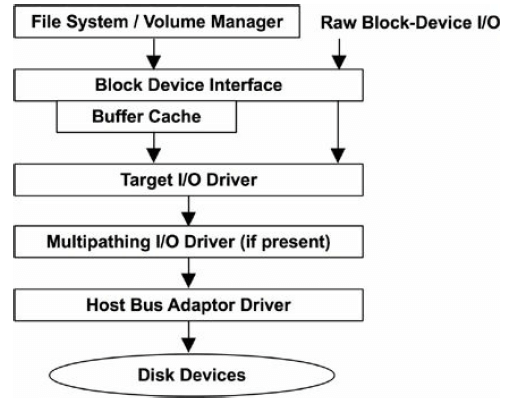 File System / Volume Manager
Raw Block-Device I/O
Block Device Interface
Buffer Cache
Target I/O Driver
Multipathing I/O Driver (if present)
Host Bus Adaptor Driver
Disk Devices